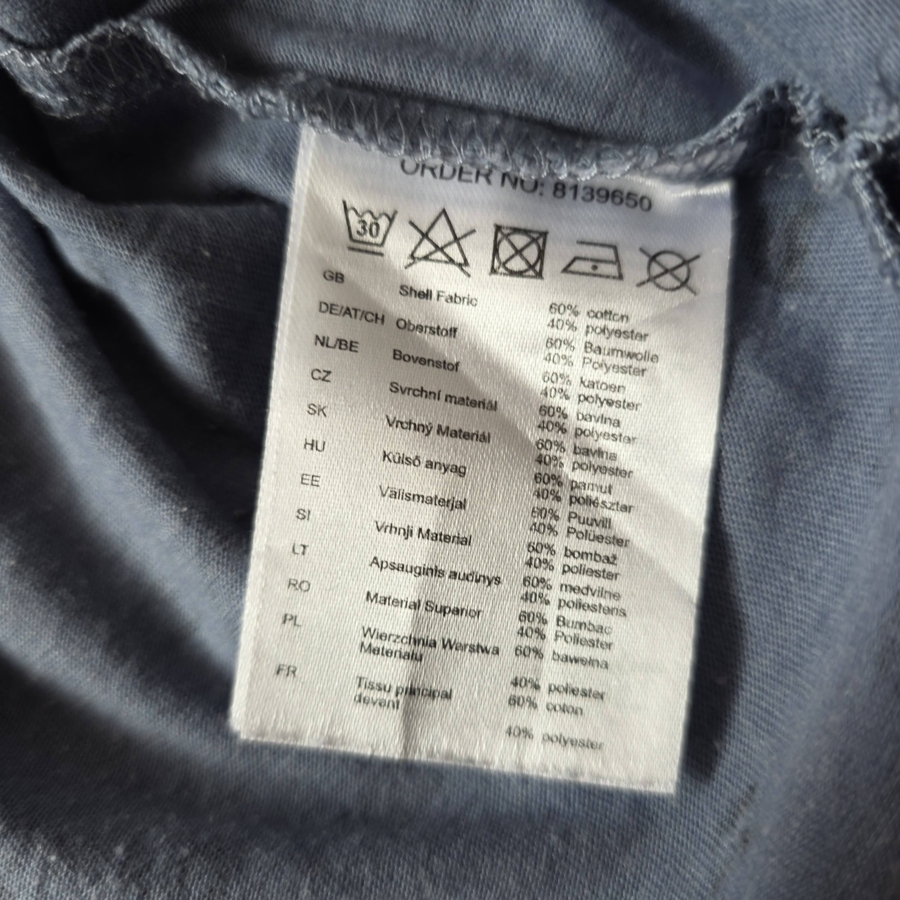 ORDER NO: 8139650
30
GB Shell Fabric 60% cotton
40% polyester
DE/AT/CH Oberstoff 60% Baumwolle
40% Polyester
NL/BE Bovenstof 60% katoen
40% polyester
CZ Svrchní materiál 60% bavlna
40% polyester
SK Vrchný Materiál 60% bavlna
40% polyester
HU Külső anyag 60% pamut
40% poliészter
EE Välismaterjal 60% Puuvill
40% Polüester
SI Vrhnji Material 60% bombaž
40% poliester
LT Apsauginis audinys 60% medvilnė
40% poliesteris
RO Material Superior 60% Bumbac
40% Poliester
PL Wierzchnia Warstwa 60% bawełna
Materiału
40% poliester
FR Tissu principal 60% coton
devent
40% polyester